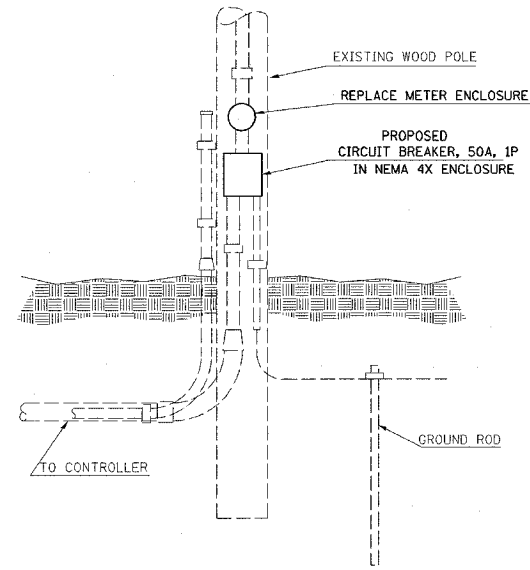 EXISTING WOOD POLE
REPLACE METER ENCLOSURE
PROPOSED
CIRCUIT BREAKER, 50A, 1P
IN NEMA 4X ENCLOSURE
GROUND ROD
TO CONTROLLER